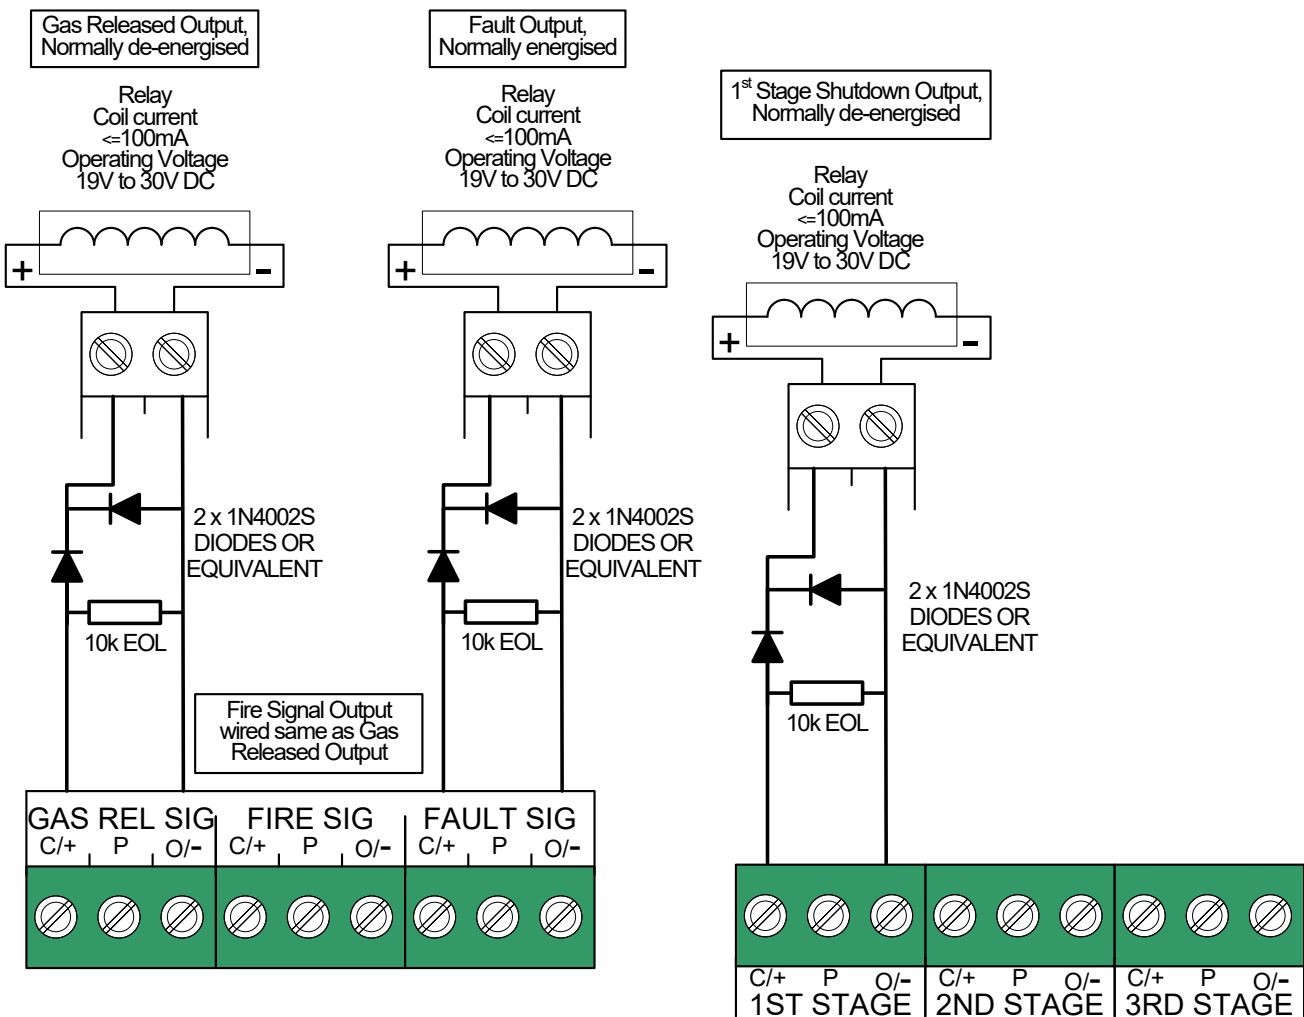 Gas Released Output,
Normally de-energised
Relay
Coil current
<=100mA
Operating Voltage
19V to 30V DC
+
-
2 x 1N4002S
DIODES OR
EQUIVALENT
10k EOL
Fault Output,
Normally energised
Relay
Coil current
<=100mA
Operating Voltage
19V to 30V DC
+
-
2 x 1N4002S
DIODES OR
EQUIVALENT
10k EOL
1st Stage Shutdown Output,
Normally de-energised
Relay
Coil current
<=100mA
Operating Voltage
19V to 30V DC
+
-
2 x 1N4002S
DIODES OR
EQUIVALENT
10k EOL
Fire Signal Output
wired same as Gas
Released Output
GAS REL SIG FIRE SIG FAULT SIG
C/+ P O/- C/+ P O/- C/+ P O/-
C/+ P O/- C/+ P O/- C/+ P O/-
1ST STAGE 2ND STAGE 3RD STAGE